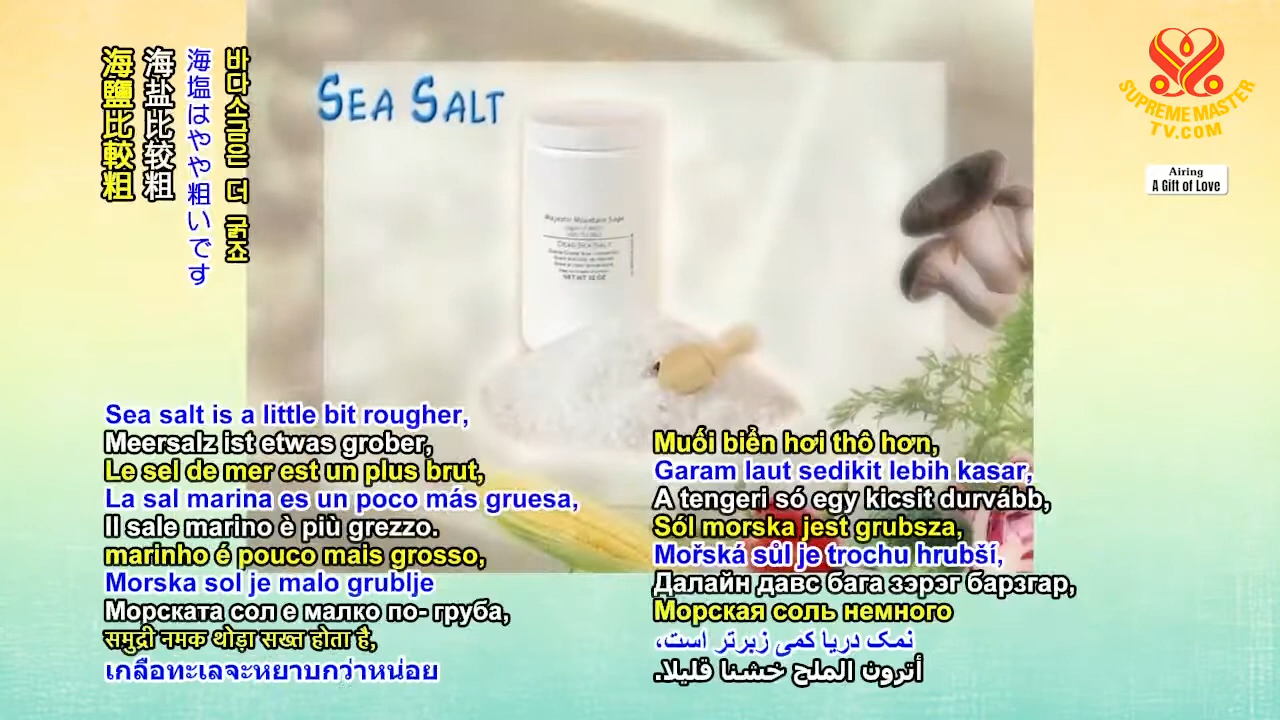 바다소금은 더 굵죠
海塩はやや粗いです
海盐比较粗
海鹽比較粗
SEA SALT
SUPREME MASTER
TV.COM
Airing
A Gift of Love
Majestic Mountain Sage
DEAD SEA SALT
NET WT 32 OZ
Sea salt is a little bit rougher,
Meersalz ist etwas grober,
Le sel de mer est un plus brut,
La sal marina es un poco más gruesa,
Il sale marino è più grezzo.
marinho é pouco mais grosso,
Morska sol je malo grublje
Морската сол е малко по- груба,
समुद्री नमक थोड़ा सख्त होता है,
เกลือทะเลจะหยาบกว่าหน่อย
Muối biển hơi thô hơn,
Garam laut sedikit lebih kasar,
A tengeri só egy kicsit durvább,
Sól morska jest grubsza,
Mořská sůl je trochu hrubší,
Далайн давс бага зэрэг барзгар,
Морская соль немного
نمک دریا کمی زبرتر است،
أترون الملح خشنا قليلا.